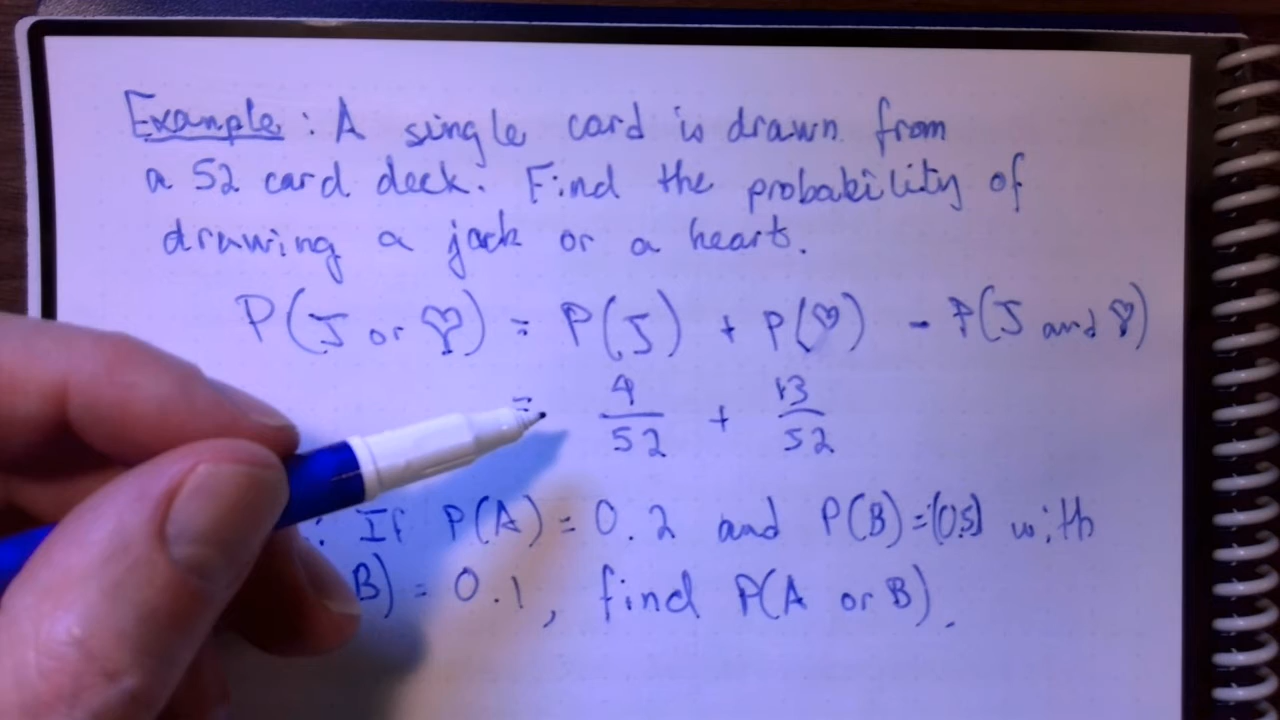 Example: A single card is drawn from
a 52 card deck. Find the probability of
drawing a jack or a heart.
P(J or ♡) = P(J) + P(♡) - P(J and ♡)
= 4/52 + 13/52
: If P(A) = 0.2 and P(B) = (0.5) with
B) = 0.1, find P(A or B).